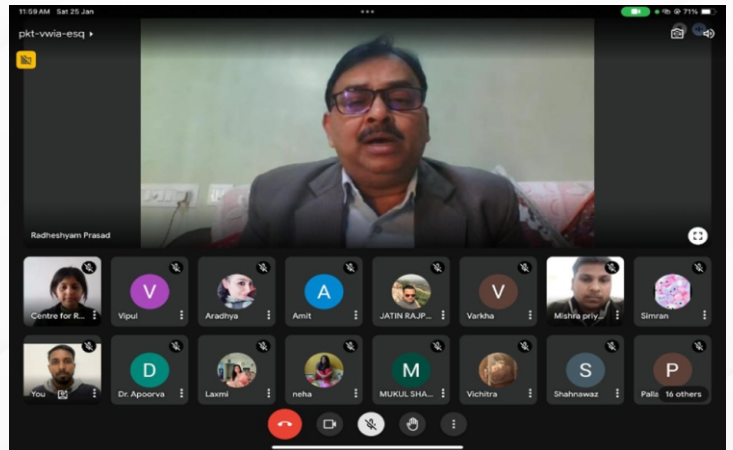 11:59 AM Sat 25 Jan
71%
pkt-vwia-esq
Radheshyam Prasad
Centre for R...
V
Vipul
Aradhya
A
Amit
JATIN RAJP...
V
Varkha
Mishra priy...
Simran
You
D
Dr. Apoorva
Laxmi
neha
M
MUKUL SHA...
Vichitra
S
Shahnawaz
P
Palla
16 others